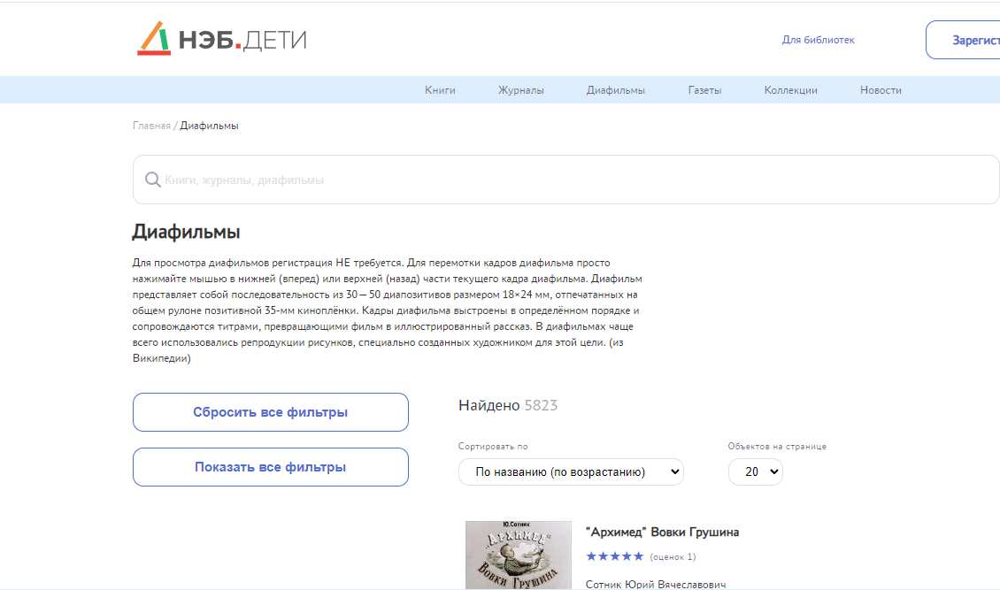 НЭБ.ДЕТИ
Для библиотек
Зарегист
Книги Журналы Диафильмы Газеты Коллекции Новости
Главная / Диафильмы
Книги, журналы, диафильмы
Диафильмы
Для просмотра диафильмов регистрация НЕ требуется. Для перемотки кадров диафильма просто
нажимайте мышью в нижней (вперед) или верхней (назад) части текущего кадра диафильма. Диафильм
представляет собой последовательность из 30 — 50 диапозитивов размером 18×24 мм, отпечатанных на
общем рулоне позитивной 35-мм киноплёнки. Кадры диафильма выстроены в определённом порядке и
сопровождаются титрами, превращающими фильм в иллюстрированный рассказ. В диафильмах чаще
всего использовались репродукции рисунков, специально созданных художником для этой цели. (из
Википедии)
Сбросить все фильтры
Показать все фильтры
Найдено 5823
Сортировать по
Объектов на странице
По названию (по возрастанию)
20
Ю.Сотник
„АРХИМЕД“
ВОВКИ ГРУШИНА
"Архимед" Вовки Грушина
(оценок 1)
Сотник Юрий Вячеславович